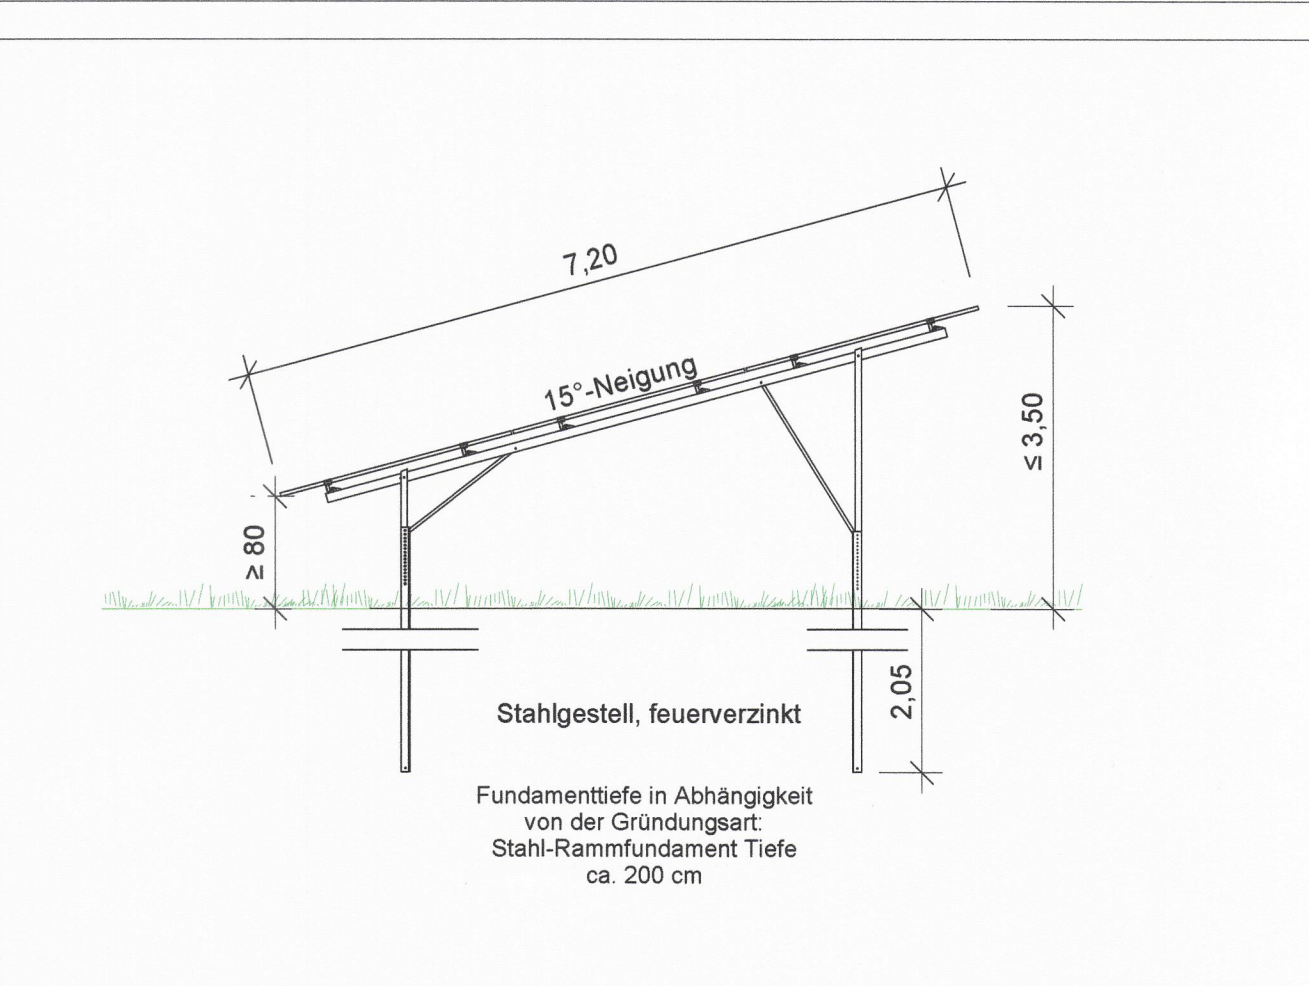 7,20
15°-Neigung
≤ 3,50
≥ 80
2,05
Stahlgestell, feuerverzinkt
Fundamenttiefe in Abhängigkeit
von der Gründungsart:
Stahl-Rammfundament Tiefe
ca. 200 cm